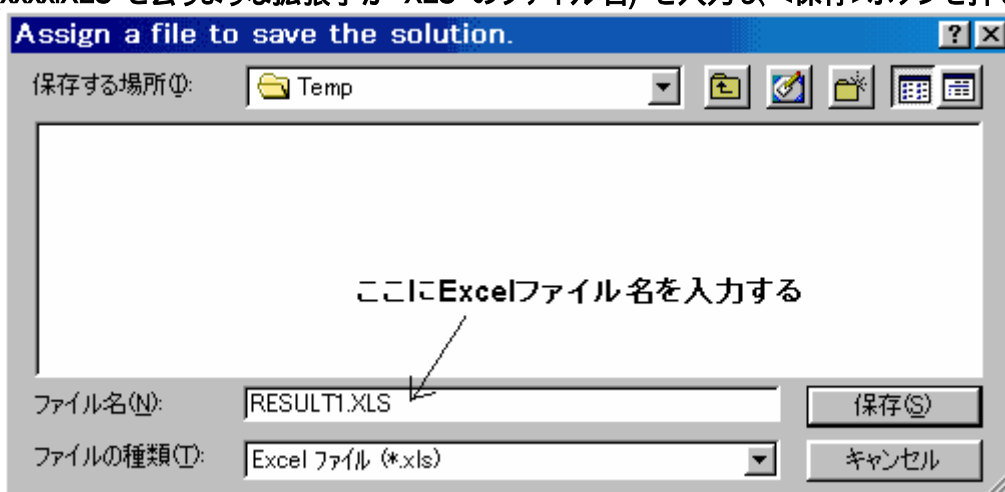 Assign a file to save the solution.
保存する場所(I):
Temp
ここにExcelファイル名を入力する
ファイル名(N):
RESULT1.XLS
保存(S)
ファイルの種類(T):
Excel ファイル (*.xls)
キャンセル